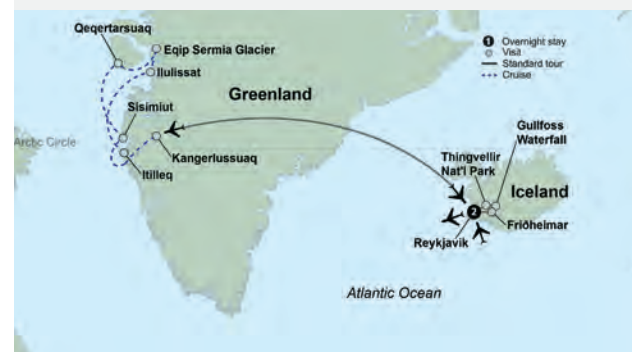 Qeqertarsuaq
Eqip Sermia Glacier
Ilulissat
Greenland
Sisimiut
Arctic Circle
Kangerlussuaq
Itilleq
1 Overnight stay
Visit
Standard tour
Cruise
Gullfoss
Waterfall
Thingvellir
Nat'l Park
Iceland
2
Friðheimar
Reykjavik
Atlantic Ocean